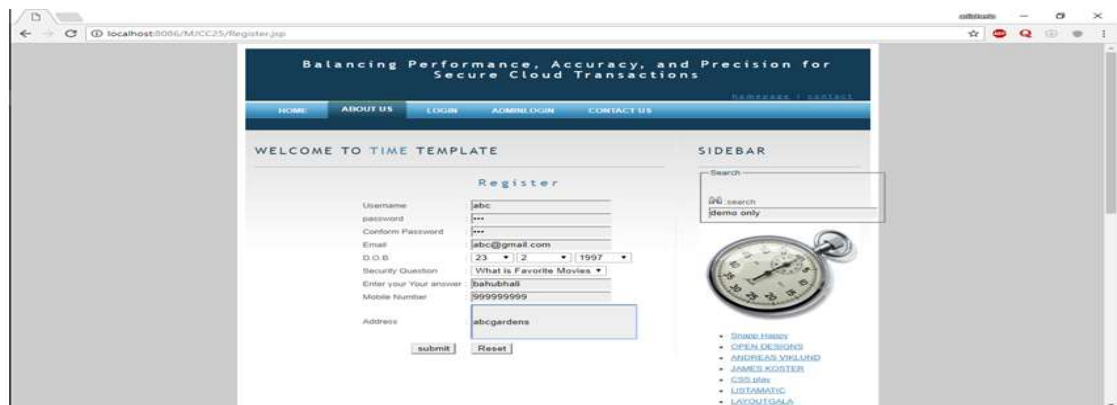 localhost:8086/MJCC25/Register.jsp
Balancing Performance, Accuracy, and Precision for
Secure Cloud Transactions
homepage | contact
HOME ABOUT US LOGIN ADMINLOGIN CONTACT US
WELCOME TO TIME TEMPLATE
Register
Username abc
password •••
Conform Password •••
Email abc@gmail.com
D.O.B 23 2 1997
Security Question What is Favorite Movies
Enter your Your answer bahubhali
Mobile Number 999999999
Address abcgardens
submit Reset
SIDEBAR
Search
search
demo only
Snapp Happy
OPEN DESIGNS
ANDREAS VIKLUND
JAMES KOSTER
CSS play
LISTAMATIC
LAYOUTGALA